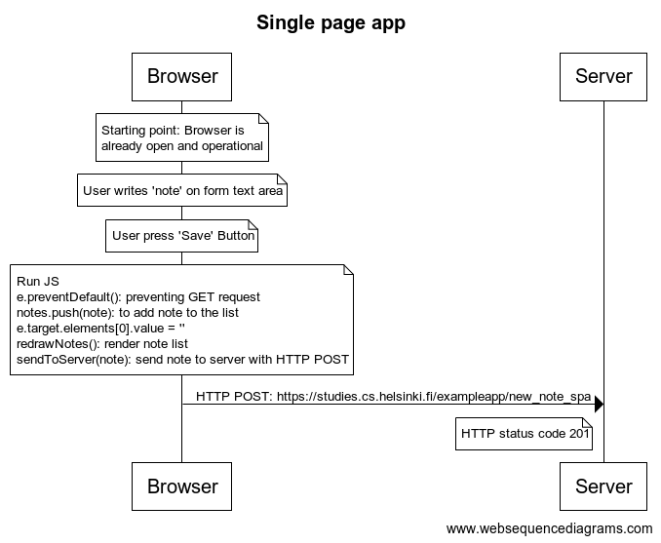 Single page app
Browser
Server
Starting point: Browser is
already open and operational
User writes 'note' on form text area
User press 'Save' Button
Run JS
e.preventDefault(): preventing GET request
notes.push(note): to add note to the list
e.target.elements[0].value = ''
redrawNotes(): render note list
sendToServer(note): send note to server with HTTP POST
HTTP POST: https://studies.cs.helsinki.fi/exampleapp/new_note_spa
HTTP status code 201
Browser
Server
www.websequencediagrams.com